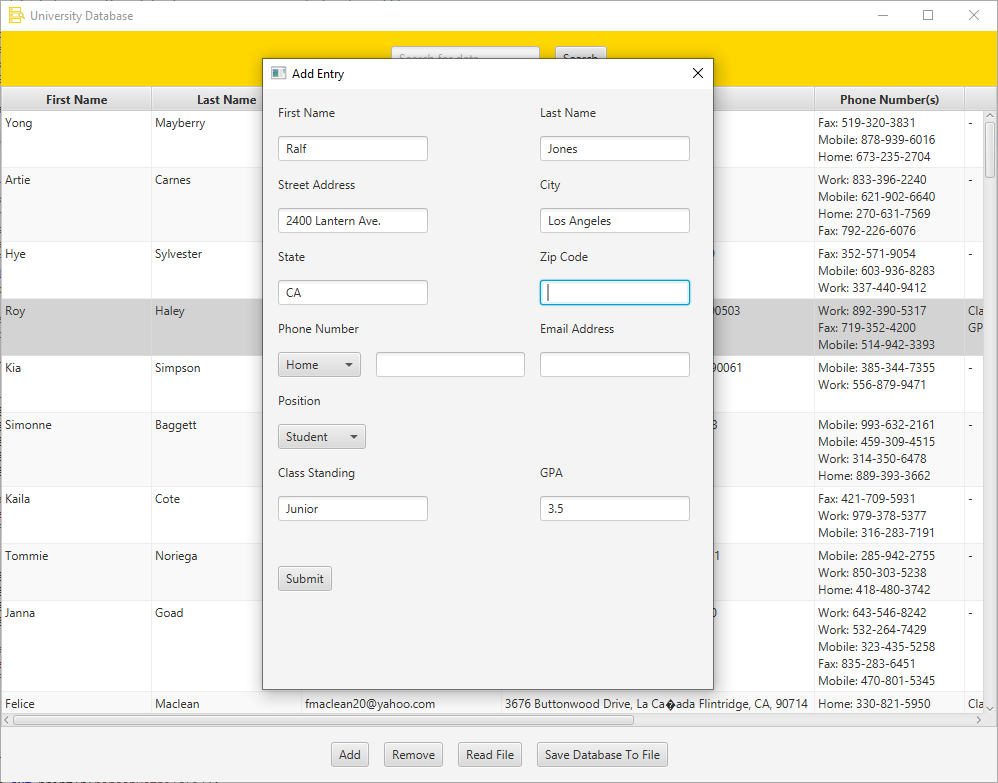 University Database
Search for data
Search
First Name Last Name Phone Number(s)
Add Entry
First Name Last Name
Ralf Jones
Street Address City
2400 Lantern Ave. Los Angeles
State Zip Code
CA
Phone Number Email Address
Home
Position
Student
Class Standing GPA
Junior 3.5
Submit
Yong Mayberry Fax: 519-320-3831 -
Mobile: 878-939-6016
Home: 673-235-2704
Artie Carnes Work: 833-396-2240 -
Mobile: 621-902-6640
Home: 270-631-7569
Fax: 792-226-6076
Hye Sylvester Fax: 352-571-9054 -
Mobile: 603-936-8283
Work: 337-440-9412
Roy Haley 90503 Work: 892-390-5317 Cla
Fax: 719-352-4200 GP
Mobile: 514-942-3393
Kia Simpson 90061 Mobile: 385-344-7355 -
Work: 556-879-9471
Simonne Baggett 3 Mobile: 993-632-2161 -
Mobile: 459-309-4515
Work: 314-350-6478
Home: 889-393-3662
Kaila Cote Fax: 421-709-5931 -
Work: 979-378-5377
Mobile: 316-283-7191
Tommie Noriega 1 Mobile: 285-942-2755 -
Work: 850-303-5238
Home: 418-480-3742
Janna Goad Work: 643-546-8242 -
Work: 532-264-7429
Mobile: 323-435-5258
Fax: 835-283-6451
Mobile: 470-801-5345
Felice Maclean fmaclean20@yahoo.com 3676 Buttonwood Drive, La Ca�ada Flintridge, CA, 90714 Home: 330-821-5950 Cla
Add Remove Read File Save Database To File